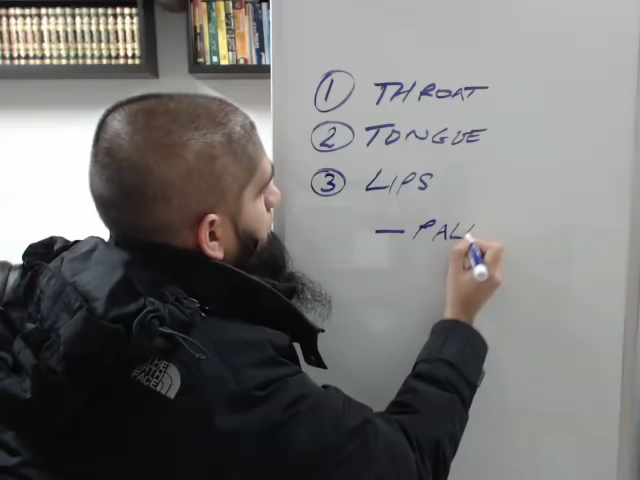 ① THROAT
② TONGUE
③ LIPS
— PAL
THE
NORTH
FACE